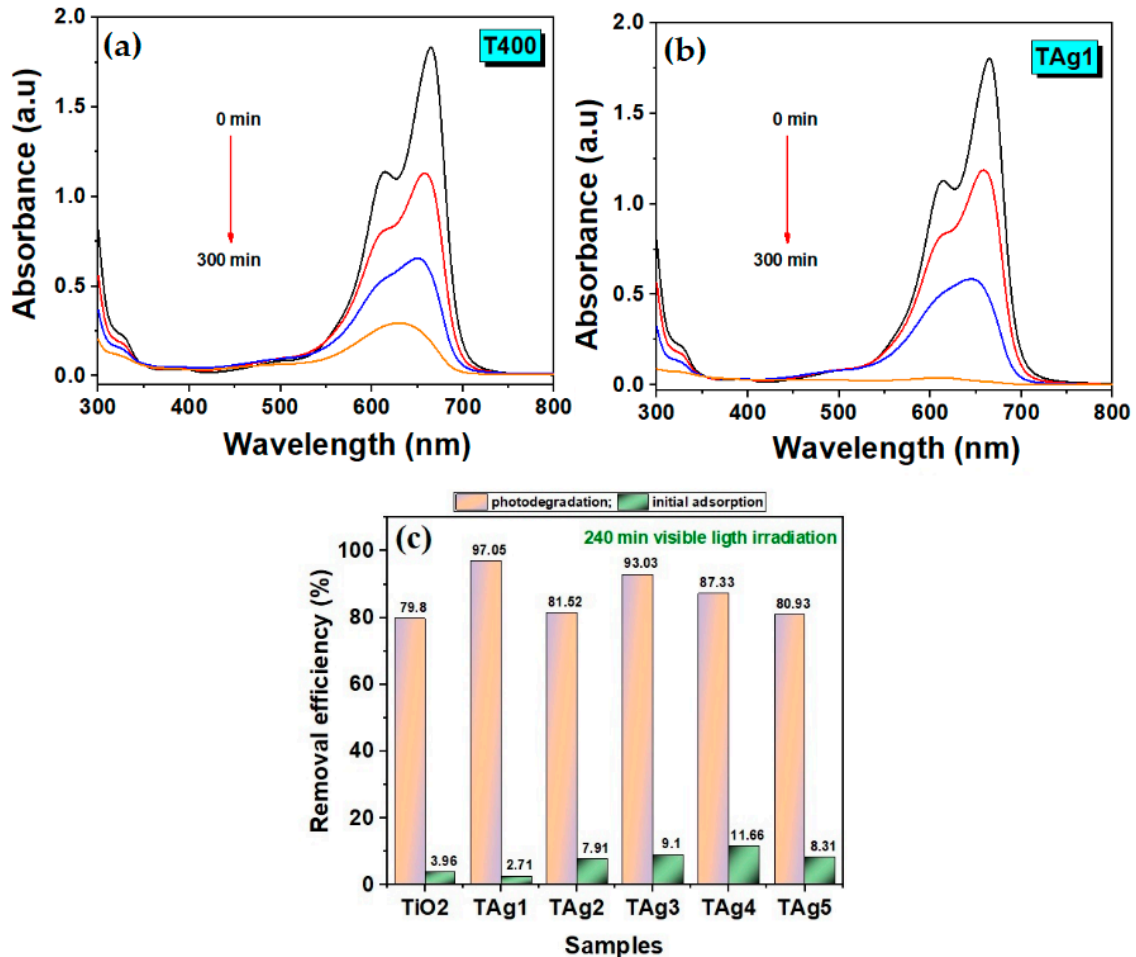 (a)
T400
2.0
1.5
1.0
0.5
0.0
Absorbance (a.u)
0 min
300 min
300 400 500 600 700 800
Wavelength (nm)
(b)
TAg1
2.0
1.5
1.0
0.5
0.0
Absorbance (a.u)
0 min
300 min
300 400 500 600 700 800
Wavelength (nm)
photodegradation; initial adsorption
(c)
240 min visible ligth irradiation
Removal efficiency (%)
100
80
60
40
20
0
79.8 97.05 81.52 93.03 87.33 80.93
3.96 2.71 7.91 9.1 11.66 8.31
TiO2 TAg1 TAg2 TAg3 TAg4 TAg5
Samples